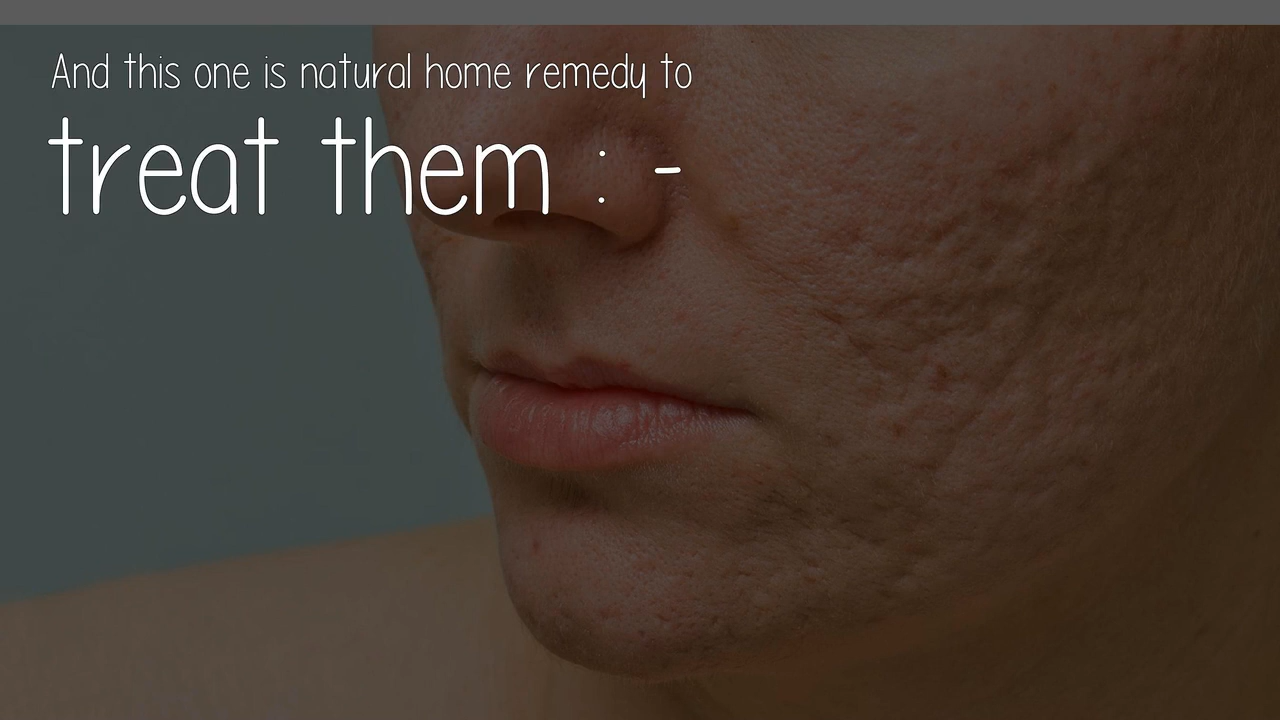 And this one is natural home remedy to
treat them : -